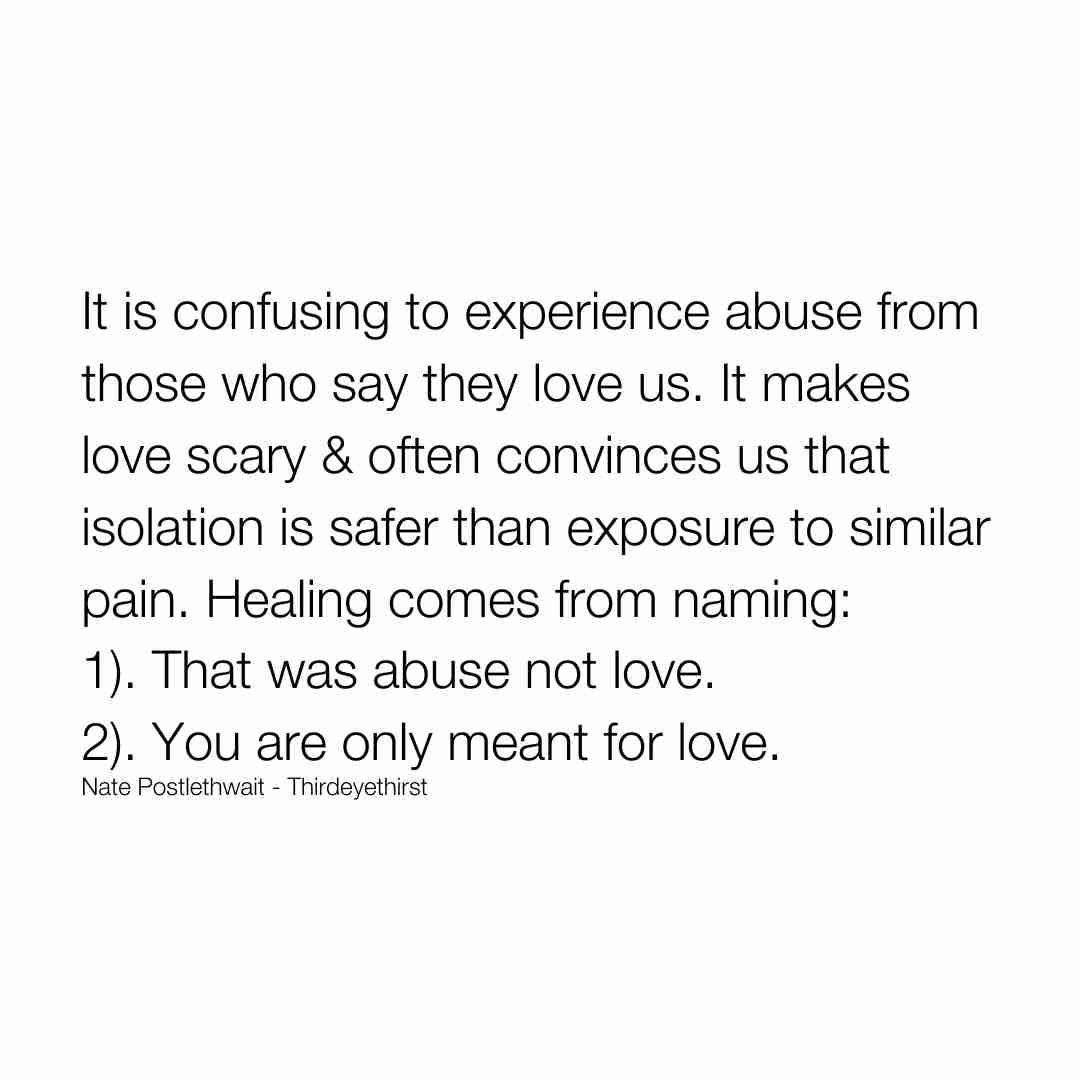 It is confusing to experience abuse from
those who say they love us. It makes
love scary & often convinces us that
isolation is safer than exposure to similar
pain. Healing comes from naming:
1). That was abuse not love.
2). You are only meant for love.
Nate Postlethwait - Thirdeyethirst